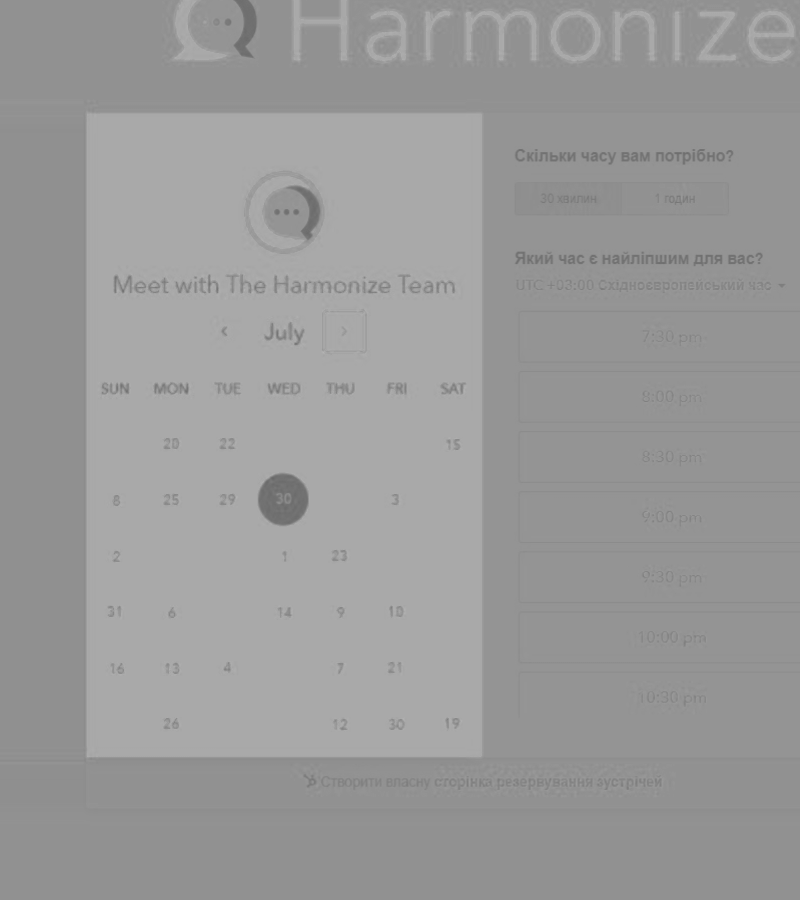 Harmonize
Meet with The Harmonize Team
July
SUN MON TUE WED THU FRI SAT
20 22 15
8 25 29 30 3
2 1 23
31 6 14 9 10
16 13 4 7 21
26 12 30 19
Скільки часу вам потрібно?
30 хвилин 1 годин
Який час є найліпшим для вас?
UTC +03:00 Східноєвропейський час
7:30 pm
8:00 pm
8:30 pm
9:00 pm
9:30 pm
10:00 pm
10:30 pm
Створити власну сторінка резервування зустрічей